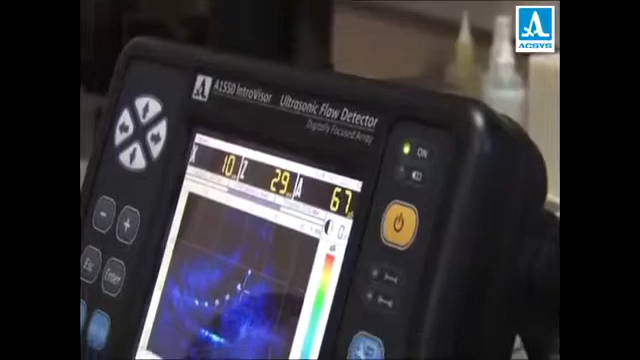 ACSYS
A1550 IntroVisor Ultrasonic Flaw Detector
Digitally Focused Array
ON
X 10 Z 29 A 67
Esc
Enter